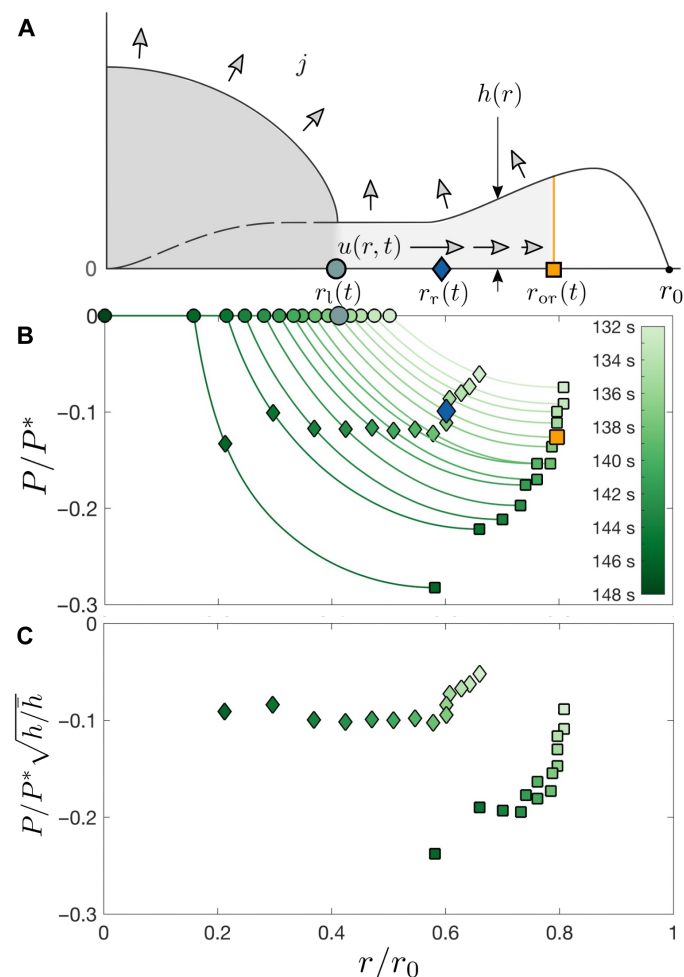 A
j
h(r)
u(r, t)
0
r_l(t)
r_r(t)
r_or(t)
r_0
B
0
−0.1
−0.2
−0.3
P/P*
132 s
134 s
136 s
138 s
140 s
142 s
144 s
146 s
148 s
C
0
−0.1
−0.2
−0.3
P/P*√h/h̄
0
0.2
0.4
0.6
0.8
1
r/r_0